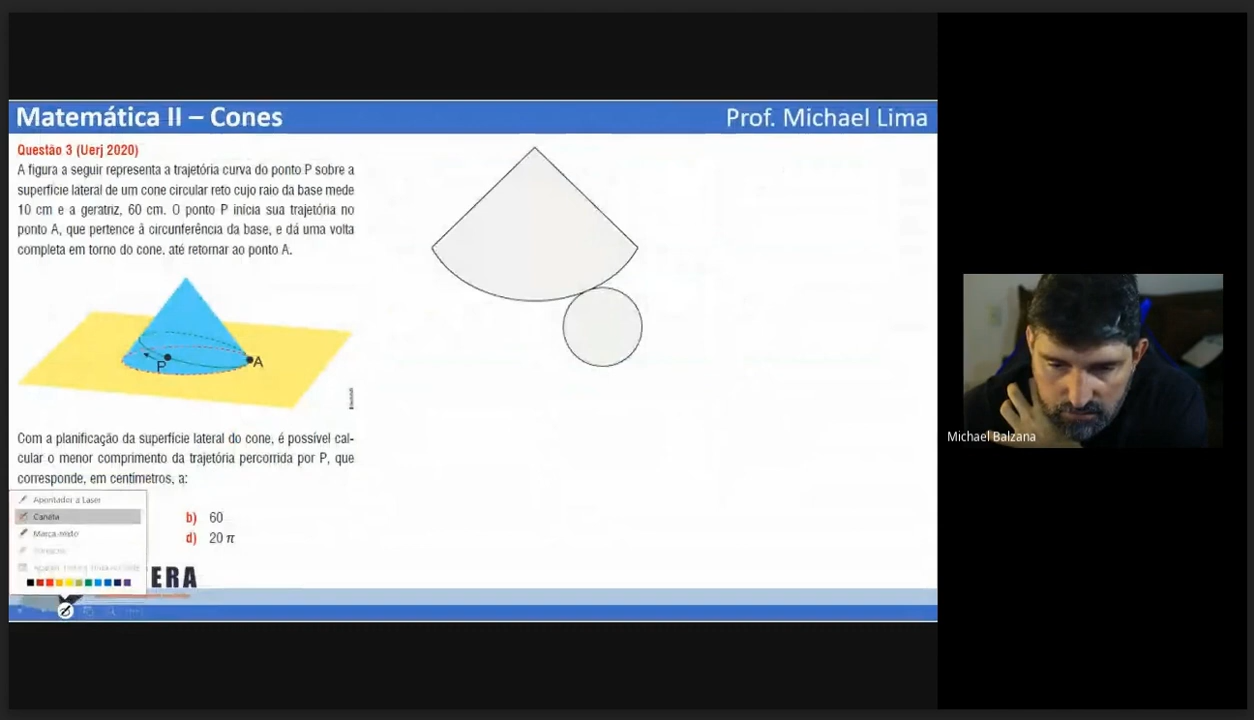 Matemática II – Cones
Prof. Michael Lima
Questão 3 (Uerj 2020)
A figura a seguir representa a trajetória curva do ponto P sobre a
superfície lateral de um cone circular reto cujo raio da base mede
10 cm e a geratriz, 60 cm. O ponto P inicia sua trajetória no
ponto A, que pertence à circunferência da base, e dá uma volta
completa em torno do cone, até retornar ao ponto A.
P
A
Com a planificação da superfície lateral do cone, é possível cal-
cular o menor comprimento da trajetória percorrida por P, que
corresponde, em centímetros, a:
Apontador a Laser
Caneta
Marca-texto
b) 60
d) 20 π
ERA
Michael Balzana